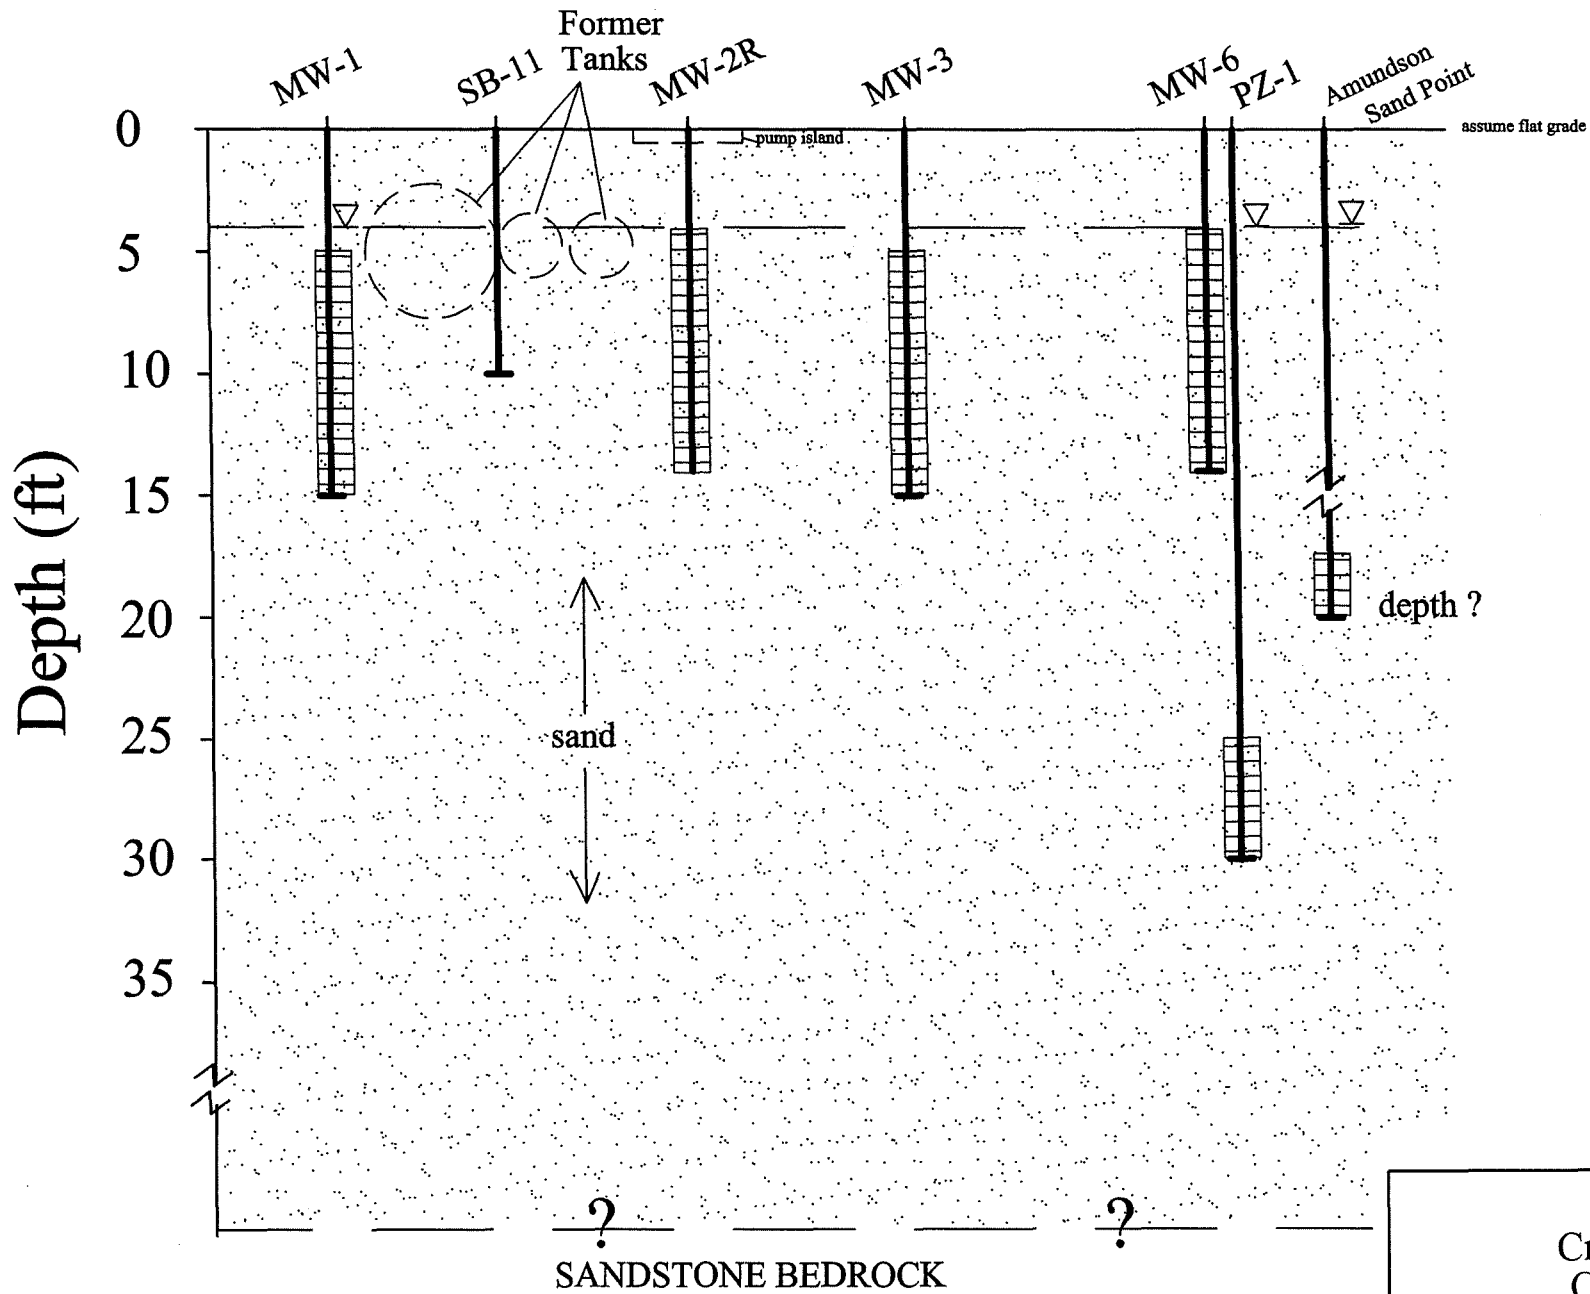 Former
Tanks
MW-1
SB-11
MW-2R
MW-3
MW-6
PZ-1
Amundson
Sand Point
0
pump island
assume flat grade
5
10
15
20
depth ?
25
sand
30
35
Depth (ft)
?
?
SANDSTONE BEDROCK